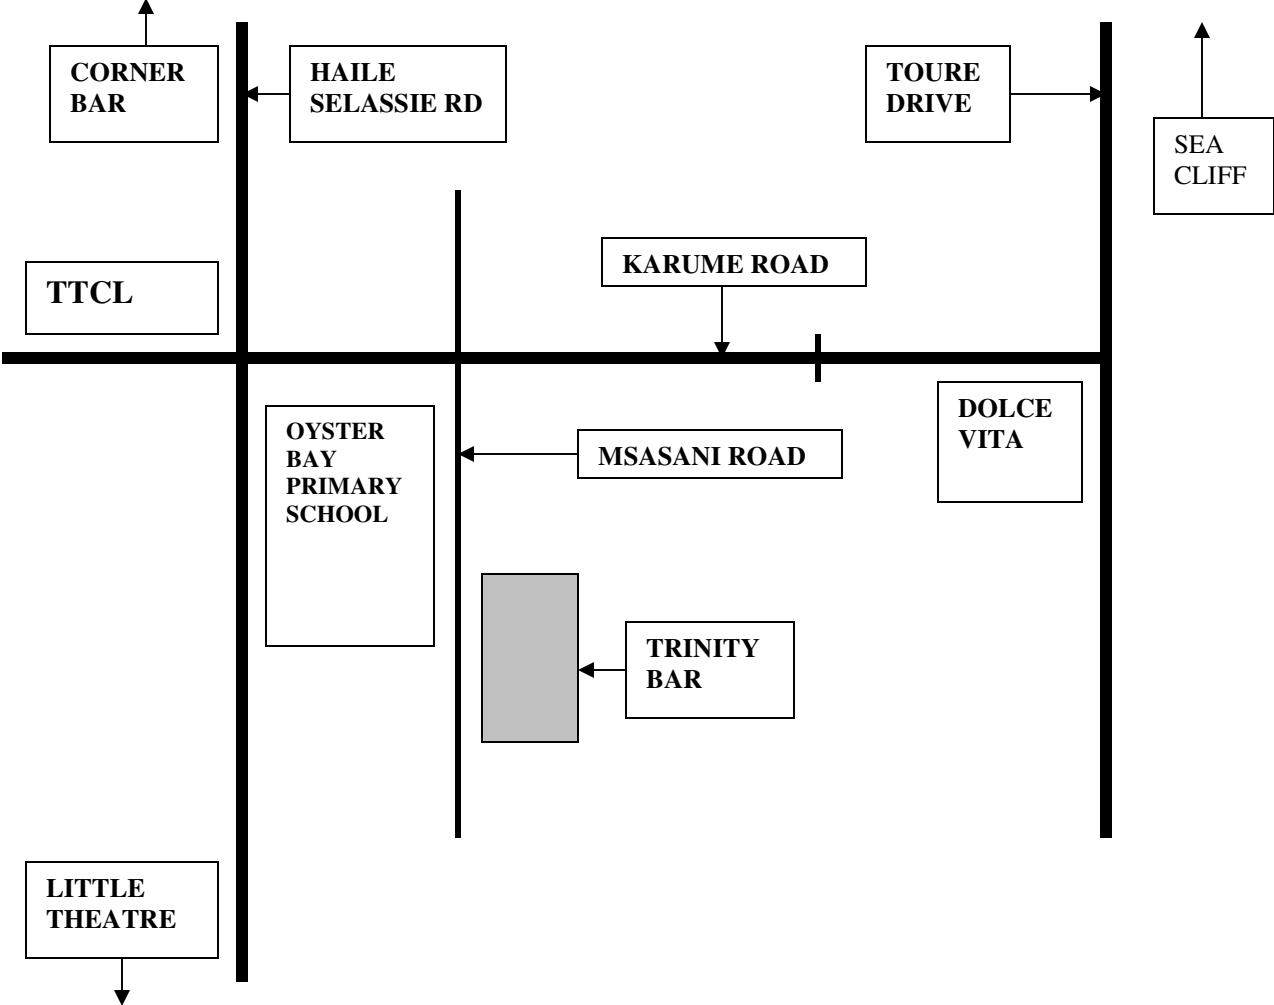 CORNER
BAR
HAILE
SELASSIE RD
TOURE
DRIVE
SEA
CLIFF
KARUME ROAD
TTCL
DOLCE
VITA
OYSTER
BAY
PRIMARY
SCHOOL
MSASANI ROAD
TRINITY
BAR
LITTLE
THEATRE